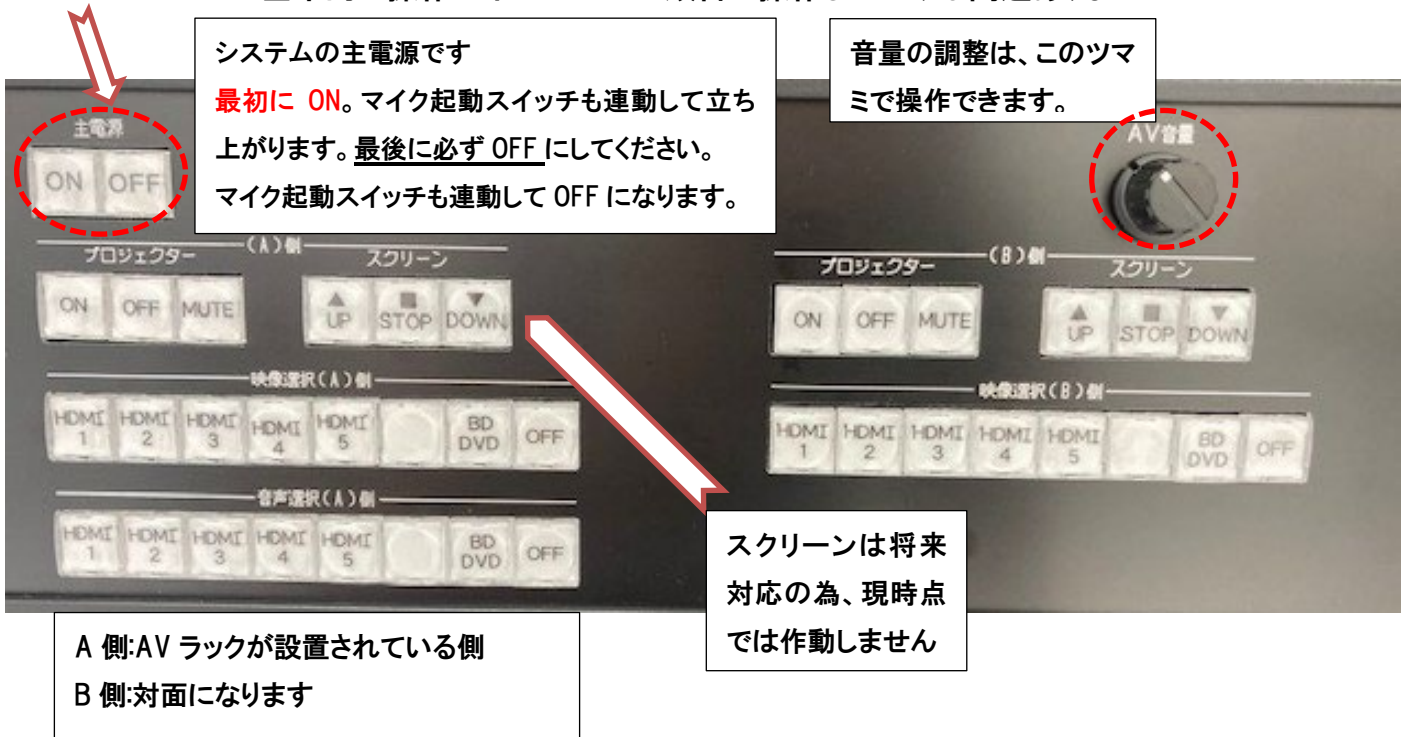 システムの主電源です
最初に ON。マイク起動スイッチも連動して立ち
上がります。最後に必ず OFF にしてください。
マイク起動スイッチも連動して OFF になります。
音量の調整は、このツマ
ミで操作できます。
主電源
ON OFF
AV音量
(A)側
プロジェクター スクリーン
ON OFF MUTE ▲ UP ■ STOP ▼ DOWN
(B)側
プロジェクター スクリーン
ON OFF MUTE ▲ UP ■ STOP ▼ DOWN
映像選択(A)側
HDMI 1 HDMI 2 HDMI 3 HDMI 4 HDMI 5 BD DVD OFF
映像選択(B)側
HDMI 1 HDMI 2 HDMI 3 HDMI 4 HDMI 5 BD DVD OFF
音声選択(A)側
HDMI 1 HDMI 2 HDMI 3 HDMI 4 HDMI 5 BD DVD OFF
スクリーンは将来
対応の為、現時点
では作動しません
A 側:AV ラックが設置されている側
B 側:対面になります